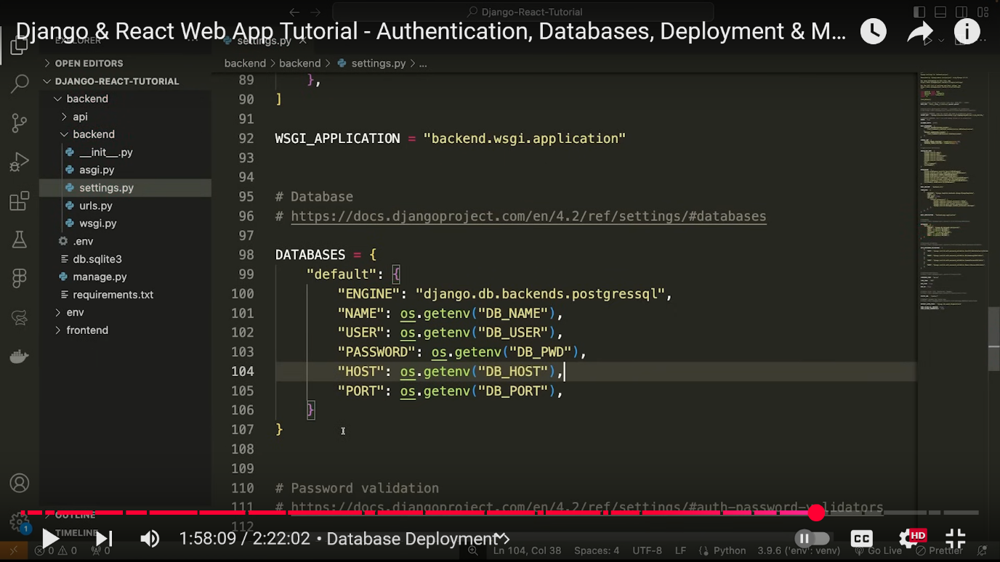 Django-React-Tutorial
Django & React Web App Tutorial - Authentication, Databases, Deployment & M...
EXPLORER
settings.py
OPEN EDITORS
backend > backend > settings.py > ...
DJANGO-REACT-TUTORIAL
backend
api
backend
__init__.py
asgi.py
settings.py
urls.py
wsgi.py
.env
db.sqlite3
manage.py
requirements.txt
env
frontend
89 },
90 ]
91
92 WSGI_APPLICATION = "backend.wsgi.application"
93
94
95 # Database
96 # https://docs.djangoproject.com/en/4.2/ref/settings/#databases
97
98 DATABASES = {
99 "default": {
100 "ENGINE": "django.db.backends.postgressql",
101 "NAME": os.getenv("DB_NAME"),
102 "USER": os.getenv("DB_USER"),
103 "PASSWORD": os.getenv("DB_PWD"),
104 "HOST": os.getenv("DB_HOST"),
105 "PORT": os.getenv("DB_PORT"),
106 }
107 }
108
109
110 # Password validation
111 # https://docs.djangoproject.com/en/4.2/ref/settings/#auth-password-validators
112
OUTLINE
TIMELINE
1
1:58:09 / 2:22:02 • Database Deployment
CC
HD
0 0 0 Ln 104, Col 38 Spaces: 4 UTF-8 LF Python 3.9.6 ('env': venv) Go Live Prettier